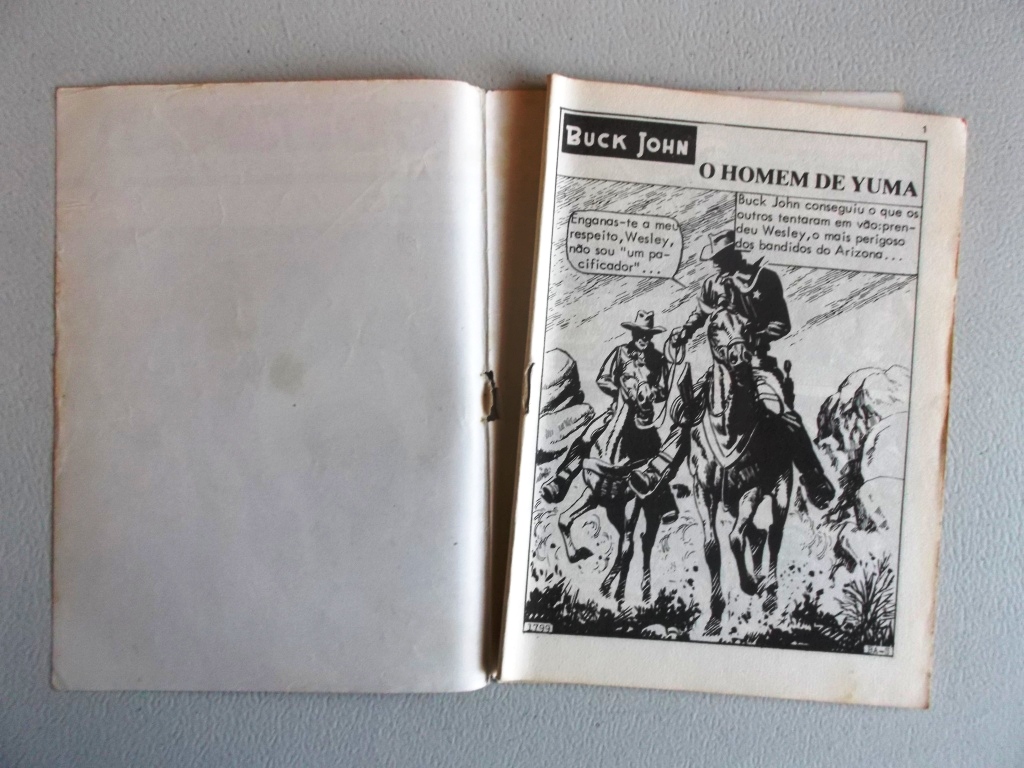 1
BUCK JOHN
O HOMEM DE YUMA
Enganas-te a meu
respeito, Wesley,
não sou "um pa-
cificador"...
Buck John conseguiu o que os
outros tentaram em vão:pren-
deu Wesley,o mais perigoso
dos bandidos do Arizona...
1799